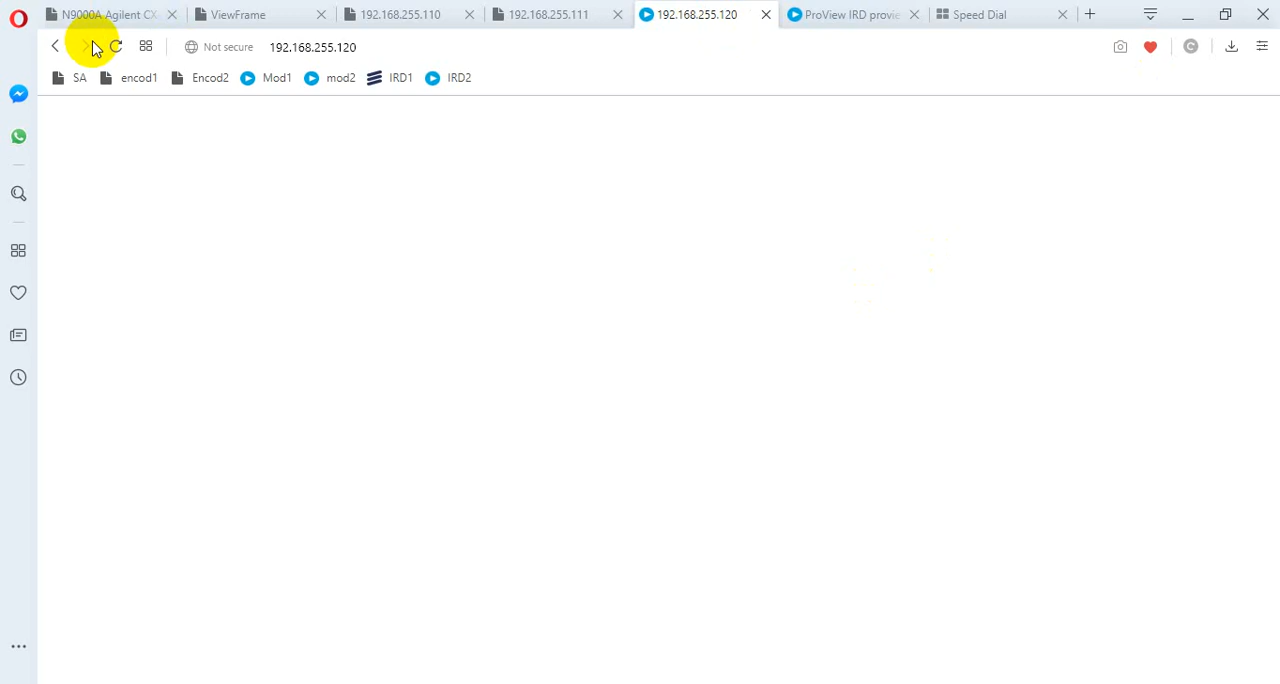 N9000A Agilent CX
ViewFrame
192.168.255.110
192.168.255.111
192.168.255.120
ProView IRD provie
Speed Dial
Not secure
192.168.255.120
SA
encod1
Encod2
Mod1
mod2
IRD1
IRD2